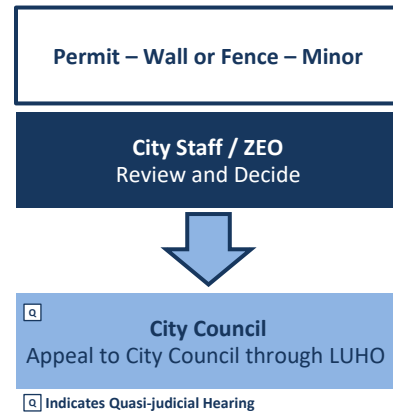 Permit – Wall or Fence – Minor
City Staff / ZEO
Review and Decide
Q
City Council
Appeal to City Council through LUHO
Q Indicates Quasi-judicial Hearing